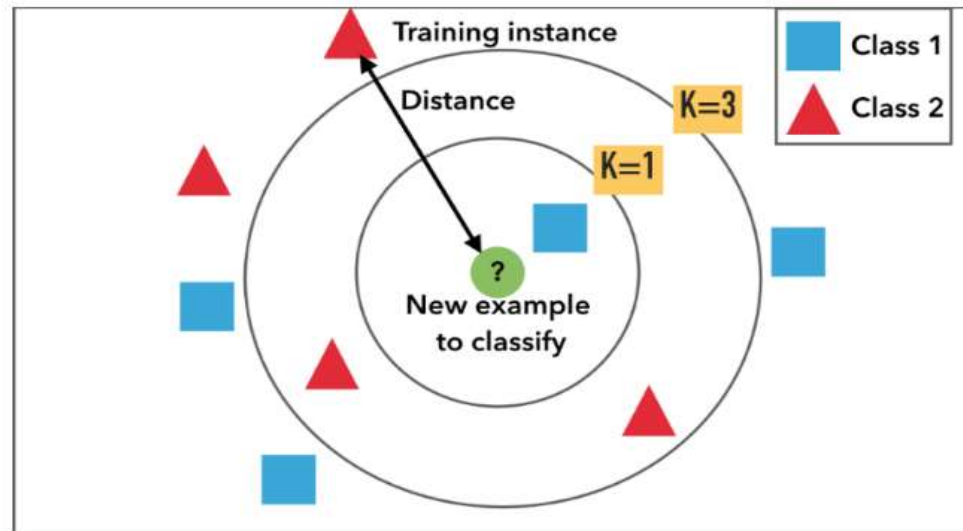 Training instance
Distance
K=3
K=1
Class 1
Class 2
?
New example
to classify